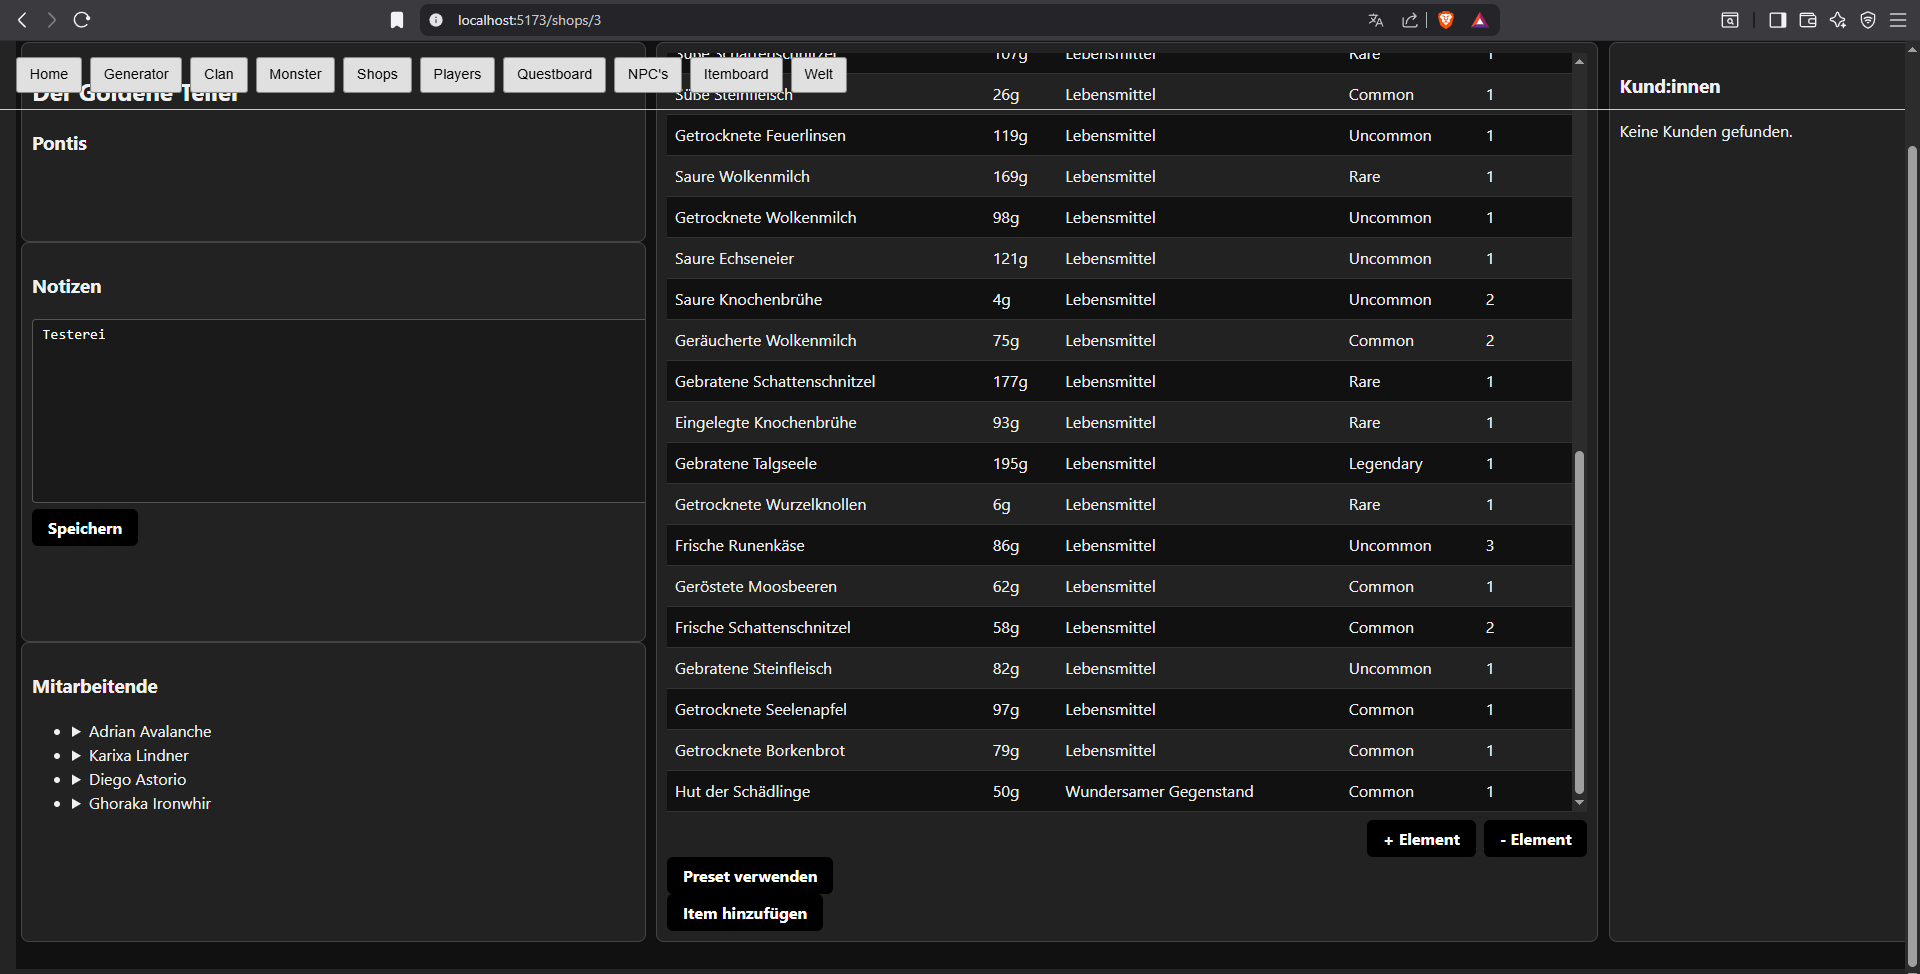 localhost:5173/shops/3
Home Generator Clan Monster Shops Players Questboard NPC's Itemboard Welt
Der Goldene Teller
Pontis
Notizen
Testerei
Speichern
Mitarbeitende
Adrian Avalanche
Karixa Lindner
Diego Astorio
Ghoraka Ironwhir
Süße Schattenschnitzel 107g Lebensmittel Rare 1
Süße Steinfleisch 26g Lebensmittel Common 1
Getrocknete Feuerlinsen 119g Lebensmittel Uncommon 1
Saure Wolkenmilch 169g Lebensmittel Rare 1
Getrocknete Wolkenmilch 98g Lebensmittel Uncommon 1
Saure Echseneier 121g Lebensmittel Uncommon 1
Saure Knochenbrühe 4g Lebensmittel Uncommon 2
Geräucherte Wolkenmilch 75g Lebensmittel Common 2
Gebratene Schattenschnitzel 177g Lebensmittel Rare 1
Eingelegte Knochenbrühe 93g Lebensmittel Rare 1
Gebratene Talgseele 195g Lebensmittel Legendary 1
Getrocknete Wurzelknollen 6g Lebensmittel Rare 1
Frische Runenkäse 86g Lebensmittel Uncommon 3
Geröstete Moosbeeren 62g Lebensmittel Common 1
Frische Schattenschnitzel 58g Lebensmittel Common 2
Gebratene Steinfleisch 82g Lebensmittel Uncommon 1
Getrocknete Seelenapfel 97g Lebensmittel Common 1
Getrocknete Borkenbrot 79g Lebensmittel Common 1
Hut der Schädlinge 50g Wundersamer Gegenstand Common 1
+ Element - Element
Preset verwenden
Item hinzufügen
Kund:innen
Keine Kunden gefunden.